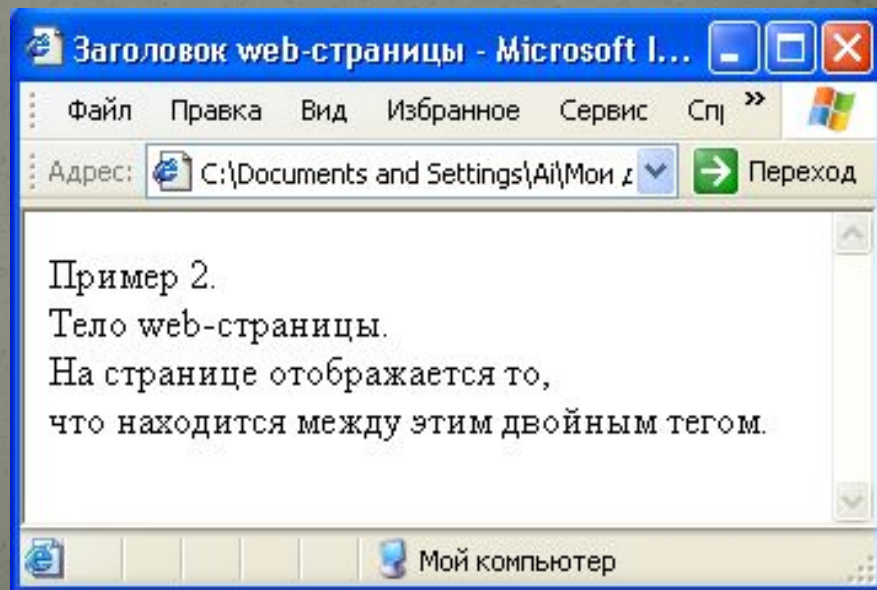 Заголовок web-страницы - Microsoft I...
Файл Правка Вид Избранное Сервис »
Адрес: C:\Documents and Settings\Ai\Мои Переход
Пример 2.
Тело web-страницы.
На странице отображается то,
что находится между этим двойным тегом.
Мой компьютер